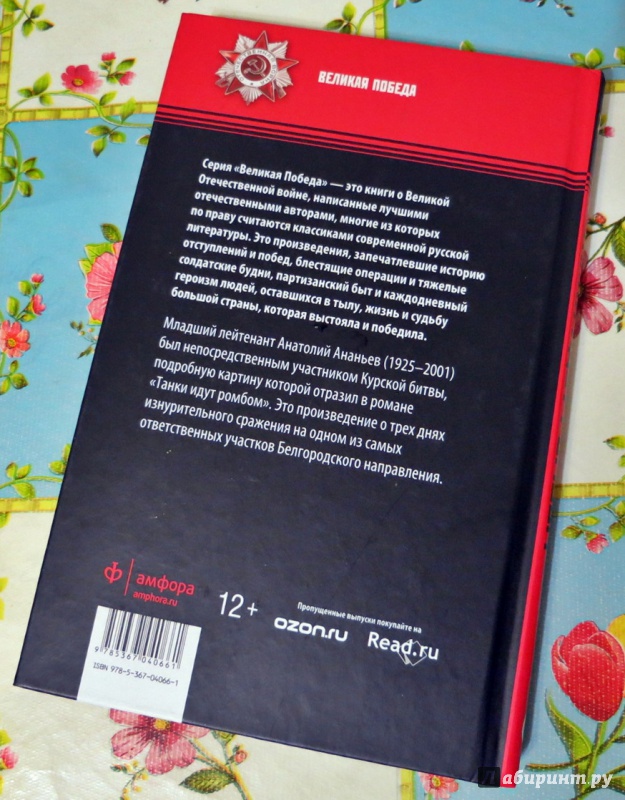 ВЕЛИКАЯ ПОБЕДА
Серия «Великая Победа» — это книги о Великой
Отечественной войне, написанные лучшими
отечественными авторами, многие из которых
по праву считаются классиками современной русской
литературы. Это произведения, запечатлевшие историю
отступлений и побед, блестящие операции и тяжелые
солдатские будни, партизанский быт и каждодневный
героизм людей, оставшихся в тылу, жизнь и судьбу
большой страны, которая выстояла и победила.
Младший лейтенант Анатолий Ананьев (1925–2001)
был непосредственным участником Курской битвы,
подробную картину которой отразил в романе
«Танки идут ромбом». Это произведение о трех днях
изнурительного сражения на одном из самых
ответственных участков Белгородского направления.
амфора
amphora.ru
12+
Пропущенные выпуски покупайте на
OZON.ru
Read.ru
9 785367 040661
ISBN 978-5-367-04066-1
Лабиринт.ру